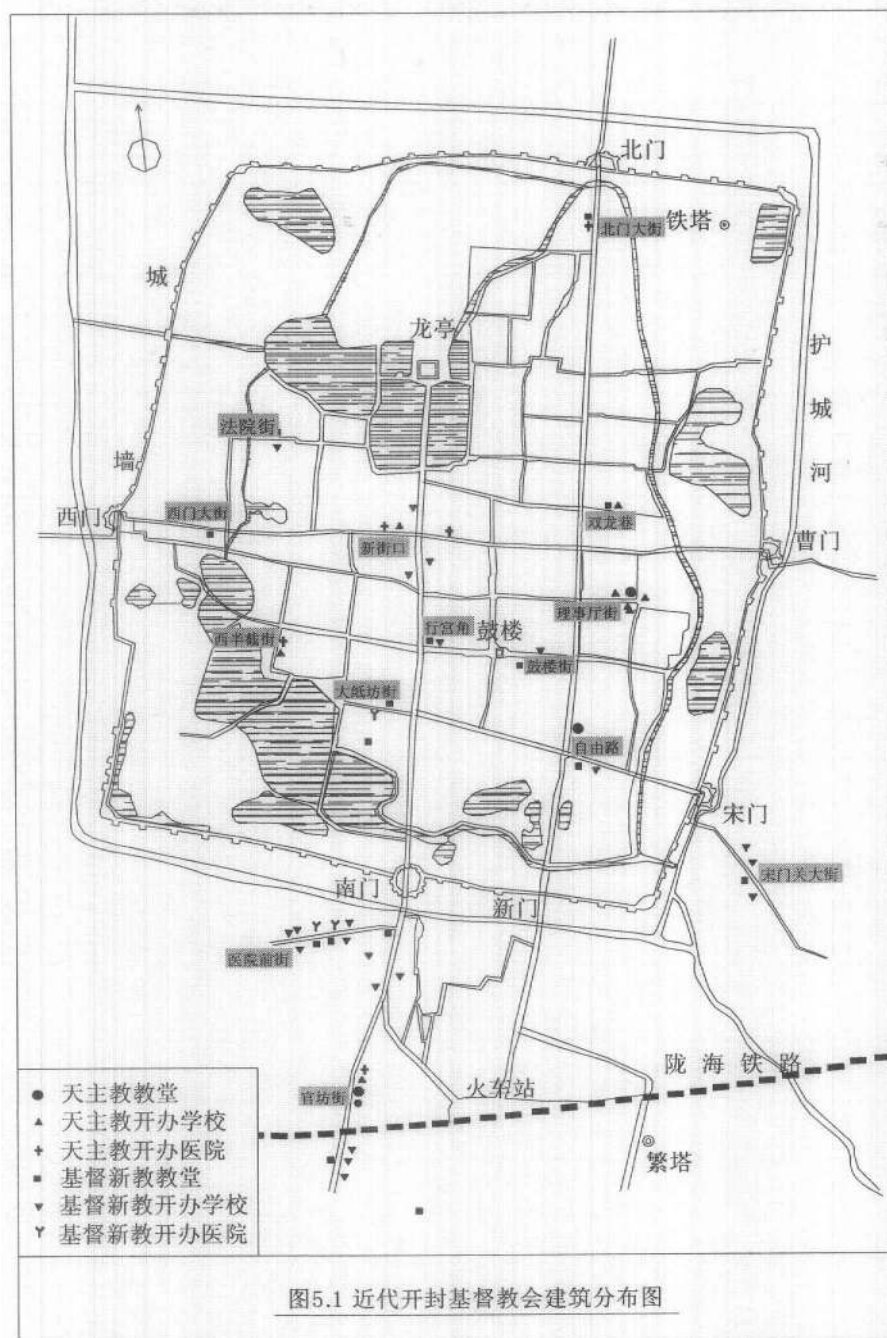 北门
北门大街
铁塔
城
墙
龙亭
护
城
河
法院街
西门
西门大街
双龙巷
新街口
曹门
理事厅街
行宫角
鼓楼
西半截街
鼓楼街
大纸坊街
自由路
宋门
宋门关大街
南门
新门
医院前街
陇海铁路
官坊街
火车站
繁塔
天主教教堂
天主教开办学校
天主教开办医院
基督新教教堂
基督新教开办学校
基督新教开办医院
图5.1 近代开封基督教会建筑分布图